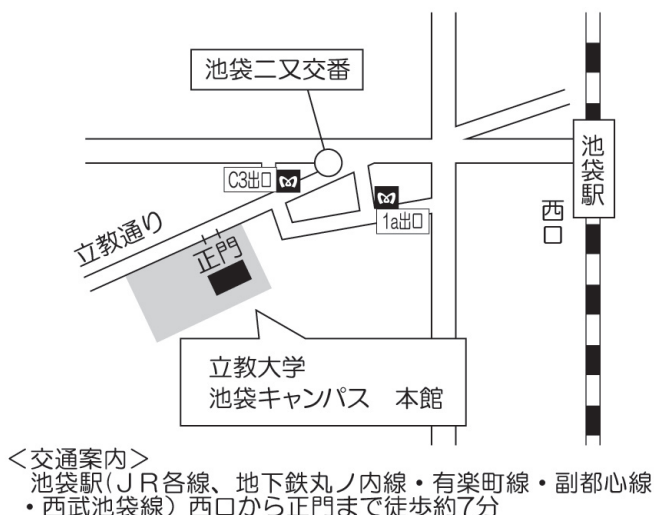 池袋二又交番
C3出口
1a出口
池袋駅
西口
立教通り
正門
立教大学
池袋キャンパス　本館
＜交通案内＞
池袋駅(ＪＲ各線、地下鉄丸ノ内線・有楽町線・副都心線
・西武池袋線）西口から正門まで徒歩約7分